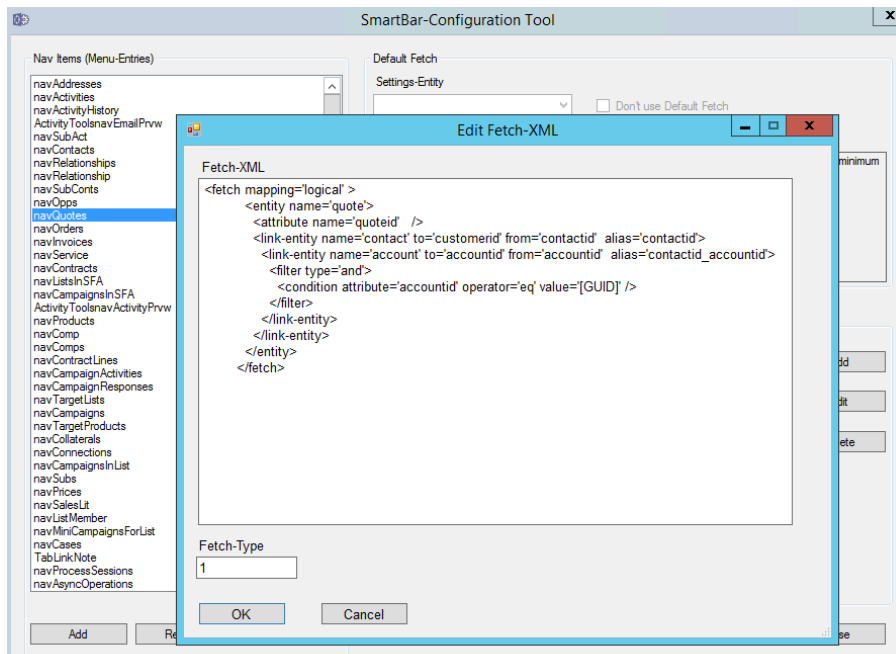 SmartBar-Configuration Tool
x
Nav Items (Menu-Entries)
navAddresses
navActivities
navActivityHistory
ActivityToolsnavEmailPrvw
navSubAct
navContacts
navRelationships
navRelationship
navSubConts
navOpps
navQuotes
navOrders
navInvoices
navService
navContracts
navListsInSFA
navCampaignsInSFA
ActivityToolsnavActivityPrvw
navProducts
navComp
navComps
navContractLines
navCampaignActivities
navCampaignResponses
navTargetLists
navCampaigns
navTargetProducts
navCollaterals
navConnections
navCampaignsInList
navSubs
navPrices
navSalesLit
navListMember
navMiniCampaignsForList
navCases
TabLinkNote
navProcessSessions
navAsyncOperations
Add
Re
Default Fetch
Settings-Entity
Don't use Default Fetch
minimum
dd
dit
ete
se
Edit Fetch-XML
x
Fetch-XML
<fetch mapping='logical' >
<entity name='quote'>
<attribute name='quoteid' />
<link-entity name='contact' to='customerid' from='contactid' alias='contactid'>
<link-entity name='account' to='accountid' from='accountid' alias='contactid_accountid'>
<filter type='and'>
<condition attribute='accountid' operator='eq' value='[GUID]' />
</filter>
</link-entity>
</link-entity>
</entity>
</fetch>
Fetch-Type
1
OK
Cancel